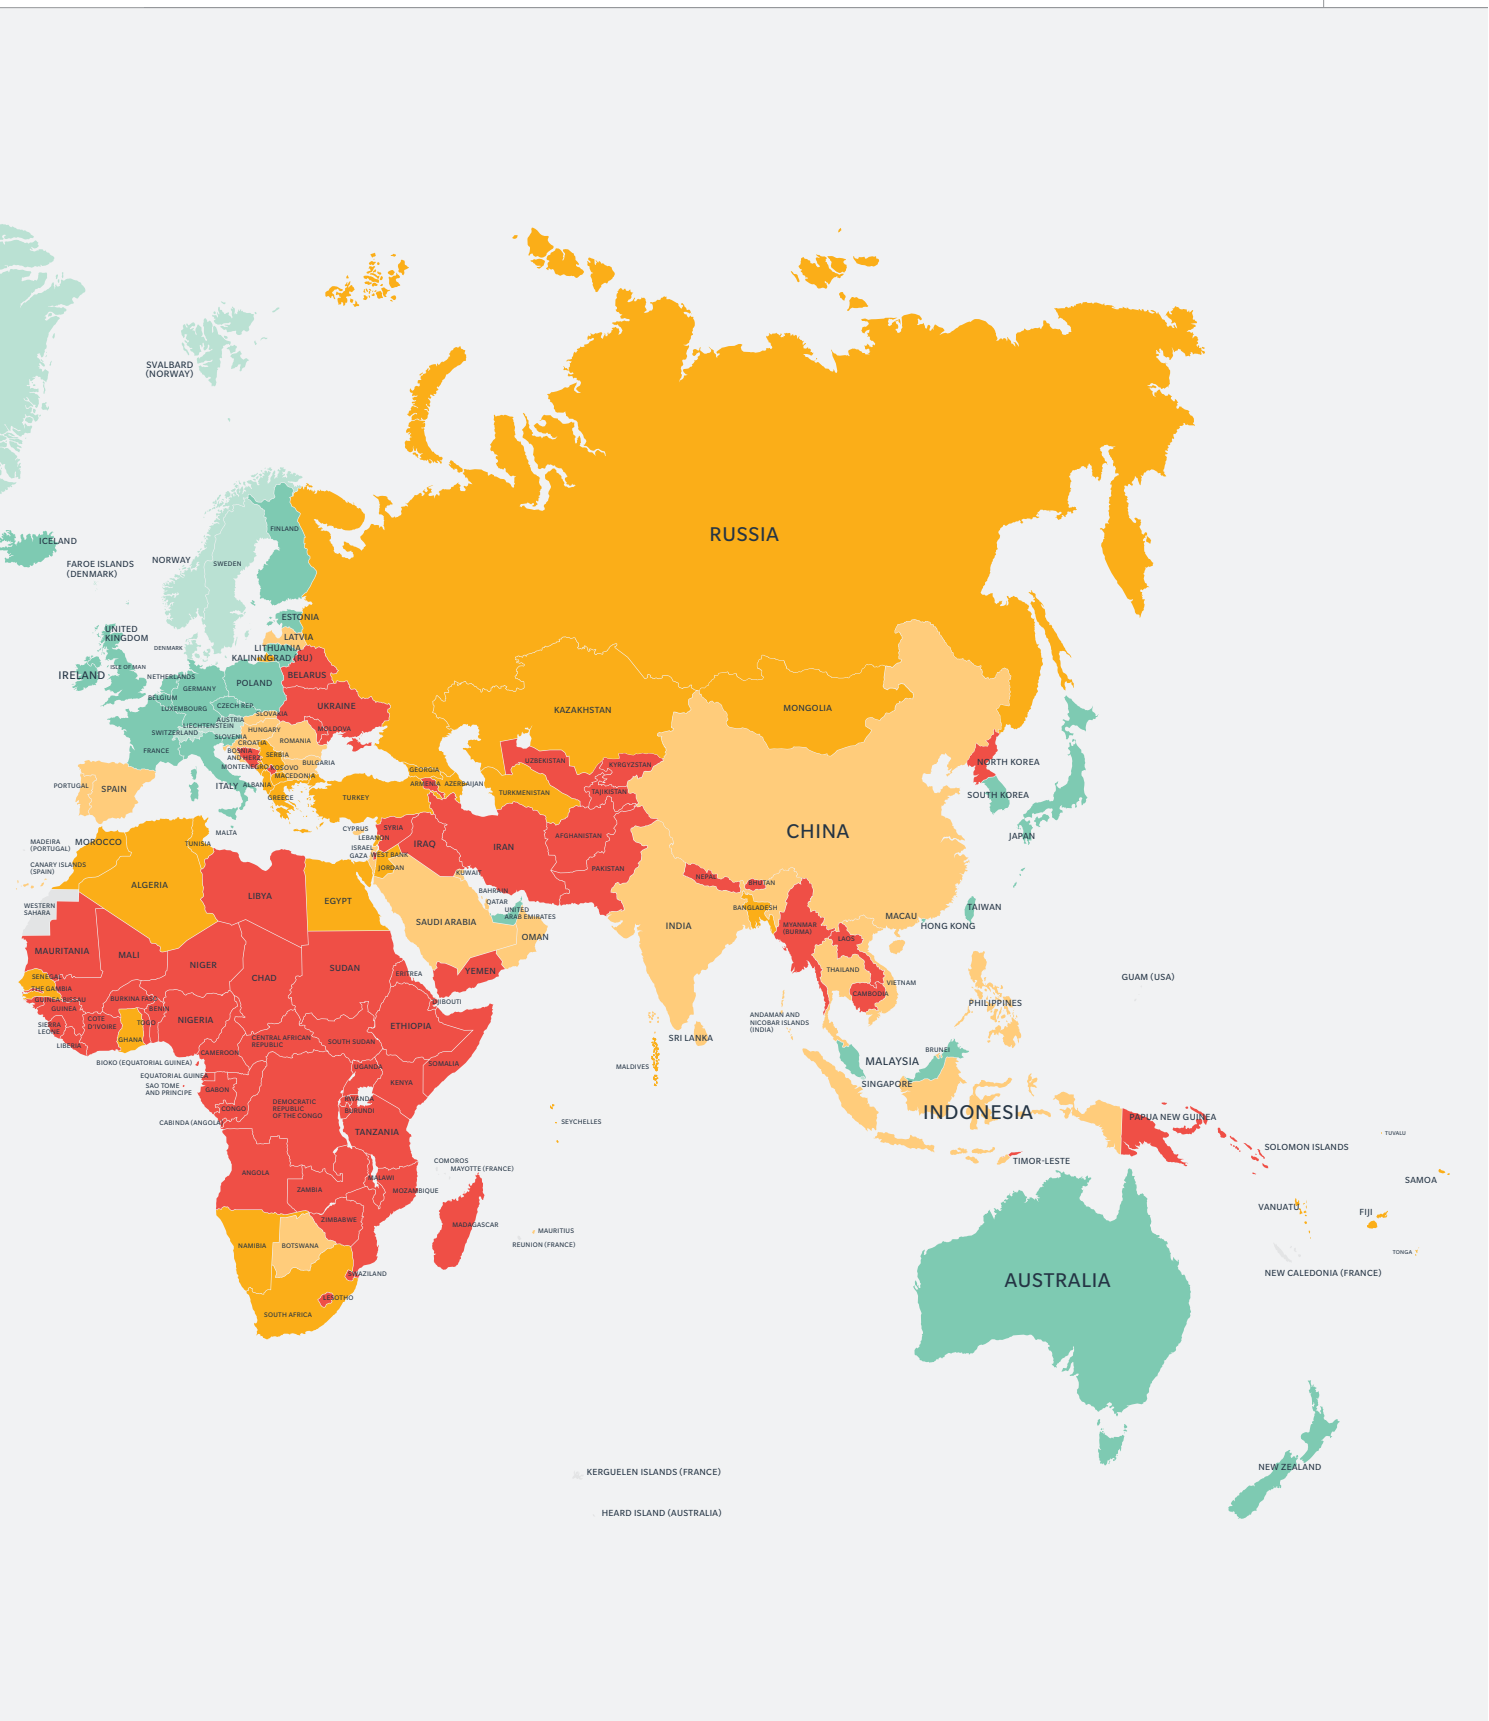 SVALBARD
(NORWAY)
ICELAND
FAROE ISLANDS
(DENMARK)
NORWAY
SWEDEN
FINLAND
RUSSIA
ESTONIA
LATVIA
LITHUANIA
KALININGRAD (RU)
UNITED
KINGDOM
DENMARK
ISLE OF MAN
IRELAND
NETHERLANDS
GERMANY
POLAND
BELARUS
BELGIUM
LUXEMBOURG
CZECH REP.
UKRAINE
SLOVAKIA
AUSTRIA
LIECHTENSTEIN
SWITZERLAND
HUNGARY
MOLDOVA
SLOVENIA
CROATIA
ROMANIA
FRANCE
BOSNIA
AND HERZ.
SERBIA
BULGARIA
MONTENEGRO
KOSOVO
MACEDONIA
ITALY
ALBANIA
GREECE
PORTUGAL
SPAIN
MALTA
KAZAKHSTAN
MONGOLIA
UZBEKISTAN
KYRGYZSTAN
TAJIKISTAN
TURKMENISTAN
GEORGIA
ARMENIA
AZERBAIJAN
TURKEY
NORTH KOREA
SOUTH KOREA
JAPAN
CHINA
CYPRUS
SYRIA
LEBANON
ISRAEL
GAZA
WEST BANK
JORDAN
IRAQ
IRAN
AFGHANISTAN
PAKISTAN
KUWAIT
BAHRAIN
QATAR
UNITED
ARAB EMIRATES
SAUDI ARABIA
OMAN
YEMEN
MADEIRA
(PORTUGAL)
MOROCCO
TUNISIA
CANARY ISLANDS
(SPAIN)
ALGERIA
LIBYA
EGYPT
WESTERN
SAHARA
MAURITANIA
MALI
NIGER
CHAD
SUDAN
ERITREA
DJIBOUTI
SENEGAL
THE GAMBIA
GUINEA-BISSAU
GUINEA
SIERRA
LEONE
LIBERIA
COTE
D'IVOIRE
BURKINA FASO
GHANA
TOGO
BENIN
NIGERIA
ETHIOPIA
CENTRAL AFRICAN
REPUBLIC
SOUTH SUDAN
CAMEROON
BIOKO (EQUATORIAL GUINEA)
EQUATORIAL GUINEA
SAO TOME
AND PRINCIPE
GABON
CONGO
CABINDA (ANGOLA)
DEMOCRATIC
REPUBLIC
OF THE CONGO
UGANDA
KENYA
SOMALIA
RWANDA
BURUNDI
TANZANIA
ANGOLA
ZAMBIA
MALAWI
MOZAMBIQUE
COMOROS
MAYOTTE (FRANCE)
ZIMBABWE
MADAGASCAR
NAMIBIA
BOTSWANA
SWAZILAND
LESOTHO
SOUTH AFRICA
MAURITIUS
REUNION (FRANCE)
SEYCHELLES
MALDIVES
NEPAL
BHUTAN
BANGLADESH
INDIA
MYANMAR
(BURMA)
LAOS
THAILAND
CAMBODIA
VIETNAM
MACAU
HONG KONG
TAIWAN
SRI LANKA
ANDAMAN AND
NICOBAR ISLANDS
(INDIA)
PHILIPPINES
GUAM (USA)
BRUNEI
MALAYSIA
SINGAPORE
INDONESIA
TIMOR-LESTE
PAPUA NEW GUINEA
SOLOMON ISLANDS
TUVALU
SAMOA
VANUATU
FIJI
TONGA
NEW CALEDONIA (FRANCE)
AUSTRALIA
NEW ZEALAND
KERGUELEN ISLANDS (FRANCE)
HEARD ISLAND (AUSTRALIA)